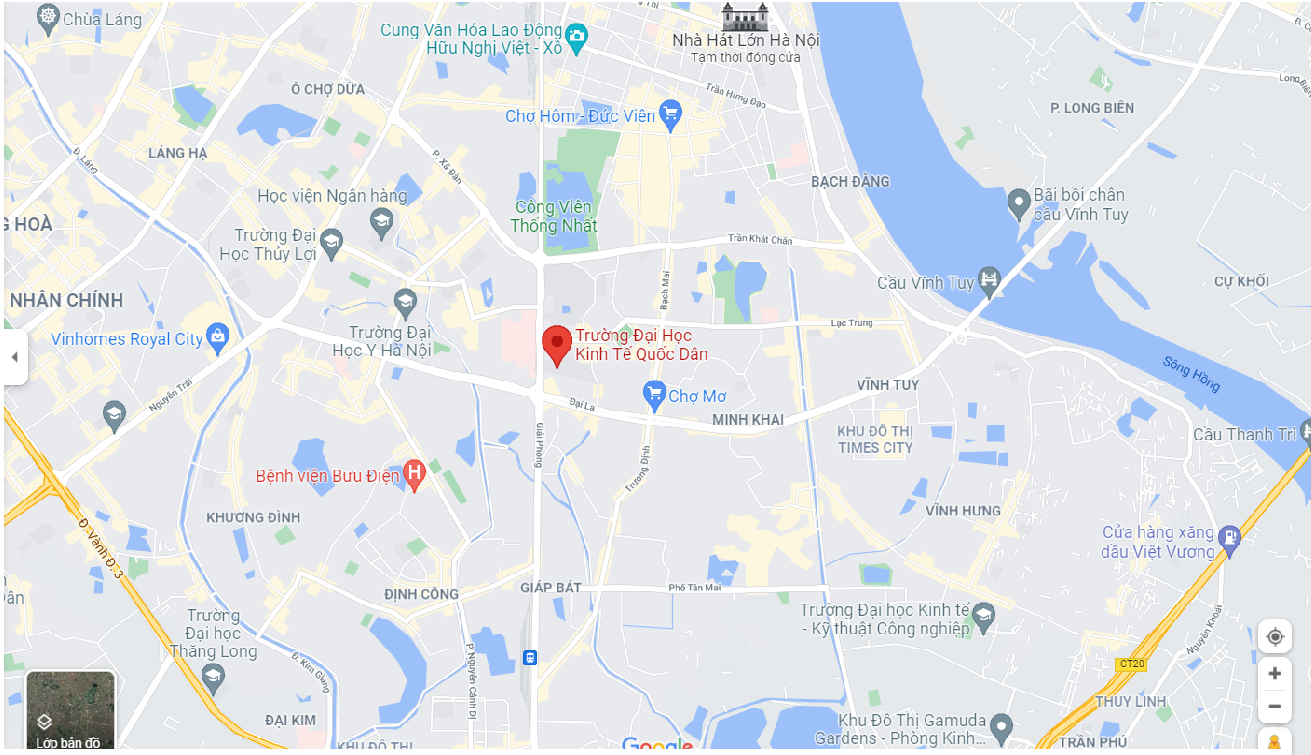 Chùa Láng
Cung Văn Hóa Lao Động
Hữu Nghị Việt - Xô
Nhà Hát Lớn Hà Nội
Tạm thời đóng cửa
Ô CHỢ DỪA
Trần Hưng Đạo
Long Biên
P. LONG BIÊN
Chợ Hôm - Đức Viên
Đ. Láng
LÁNG HẠ
P. Xã Đàn
BẠCH ĐẰNG
Học viện Ngân hàng
Bãi bồi chân
cầu Vĩnh Tuy
Công Viên
Thống Nhất
G HOÀ
Trường Đại
Học Thủy Lợi
Trần Khát Chân
Bạch Mai
Cầu Vĩnh Tuy
CỰ KHỐI
NHÂN CHÍNH
Lạc Trung
Vinhomes Royal City
Trường Đại
Học Y Hà Nội
Trường Đại Học
Kinh Tế Quốc Dân
Sông Hồng
Nguyễn Trãi
VĨNH TUY
Chợ Mơ
Đại La
MINH KHAI
KHU ĐÔ THỊ
TIMES CITY
Cầu Thanh Trì
Giải Phóng
Trương Định
Bệnh viện Bưu Điện
KHƯƠNG ĐÌNH
VĨNH HƯNG
Đ. Vành Đ. 3
Cửa hàng xăng
dầu Việt Vương
GIÁP BÁT
Phố Tân Mai
ĐỊNH CÔNG
Trường
Đại học
Thăng Long
Trường Đại học Kinh tế
- Kỹ thuật Công nghiệp
Nguyễn Khoái
Đ. Kim Giang
P. Nguyễn Cảnh Dị
CT20
THUÝ LĨNH
ĐẠI KIM
Khu Đô Thị Gamuda
Gardens - Phòng Kinh...
Lớp bản đồ
KHU ĐÔ THỊ
Google
TRẦN PHÚ